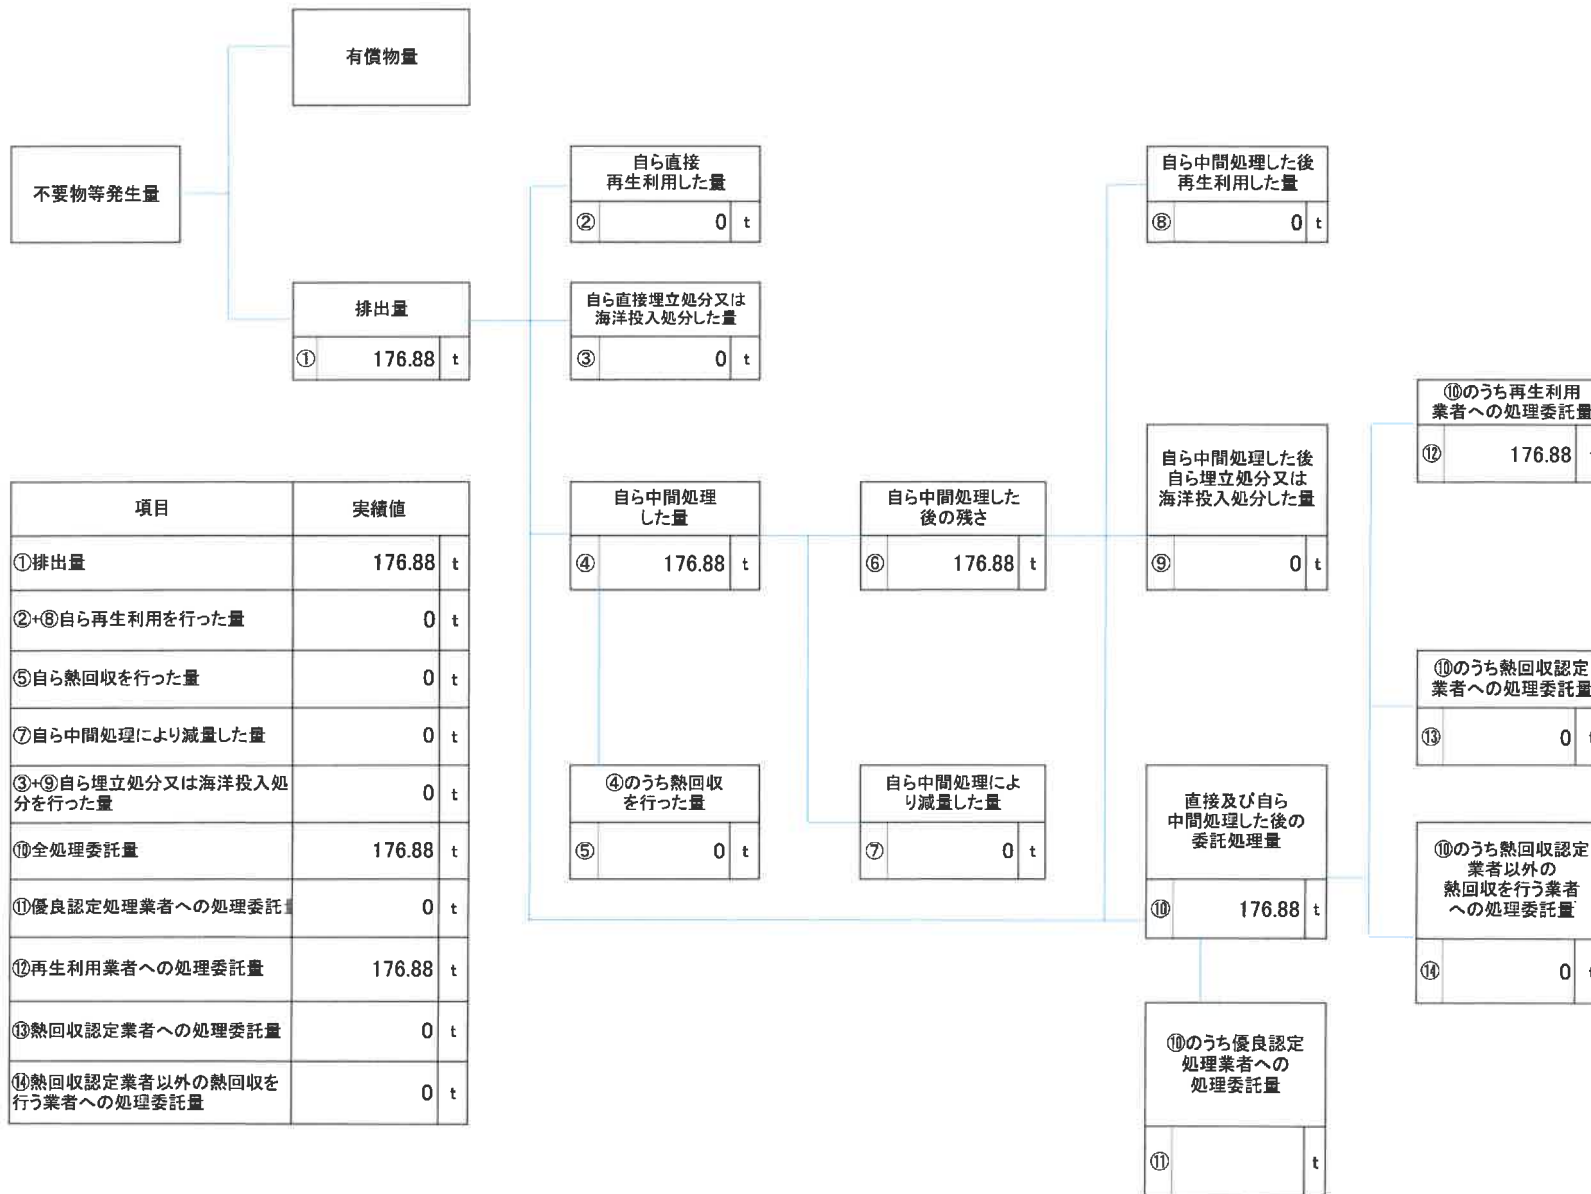 有償物量
不要物等発生量
排出量
① 176.88 t
自ら直接
再生利用した量
② 0 t
自ら直接埋立処分又は
海洋投入処分した量
③ 0 t
自ら中間処理した後
再生利用した量
⑧ 0 t
⑩のうち再生利用
業者への処理委託量
⑫ 176.88
自ら中間処理
した量
④ 176.88 t
自ら中間処理した
後の残さ
⑥ 176.88 t
自ら中間処理した後
自ら埋立処分又は
海洋投入処分した量
⑨ 0 t
⑩のうち熱回収認定
業者への処理委託量
⑬ 0 t
④のうち熱回収
を行った量
⑤ 0 t
自ら中間処理によ
り減量した量
⑦ 0 t
直接及び自ら
中間処理した後の
委託処理量
⑩ 176.88 t
⑩のうち熱回収認定
業者以外の
熱回収を行う業者
への処理委託量
⑭ 0 t
⑩のうち優良認定
処理業者への
処理委託量
⑪ t
項目 実績値
①排出量 176.88 t
②+⑧自ら再生利用を行った量 0 t
⑤自ら熱回収を行った量 0 t
⑦自ら中間処理により減量した量 0 t
③+⑨自ら埋立処分又は海洋投入処
分を行った量 0 t
⑩全処理委託量 176.88 t
⑪優良認定処理業者への処理委託 0 t
⑫再生利用業者への処理委託量 176.88 t
⑬熱回収認定業者への処理委託量 0 t
⑭熱回収認定業者以外の熱回収を
行う業者への処理委託量 0 t